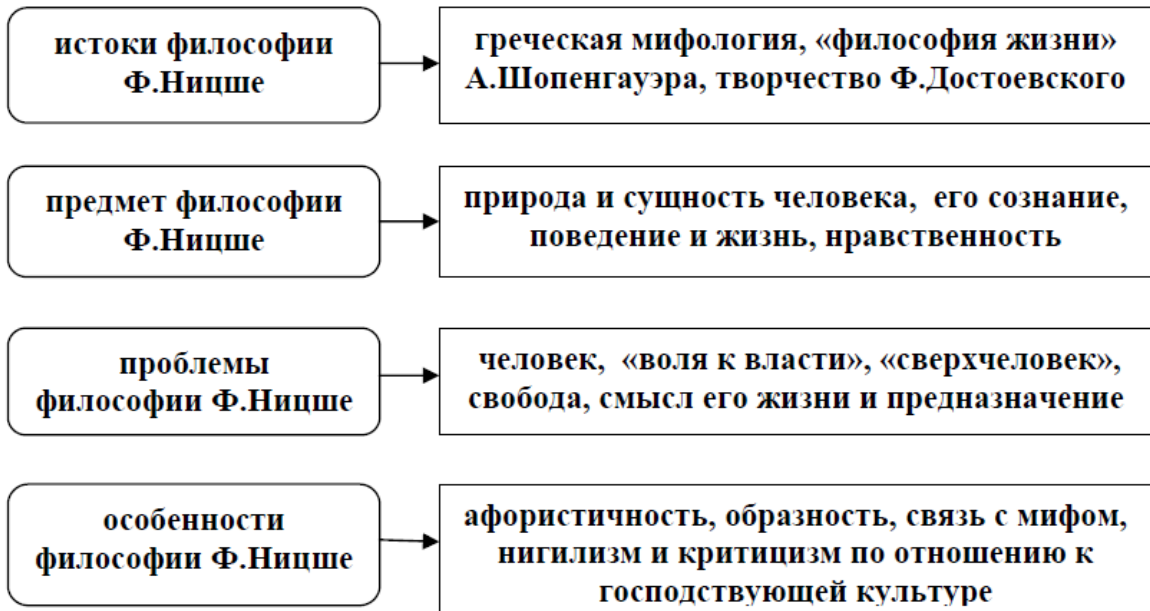 истоки философии
Ф.Ницше
греческая мифология, «философия жизни»
А.Шопенгауэра, творчество Ф.Достоевского
предмет философии
Ф.Ницше
природа и сущность человека, его сознание,
поведение и жизнь, нравственность
проблемы
философии Ф.Ницше
человек, «воля к власти», «сверхчеловек»,
свобода, смысл его жизни и предназначение
особенности
философии Ф.Ницше
афористичность, образность, связь с мифом,
нигилизм и критицизм по отношению к
господствующей культуре